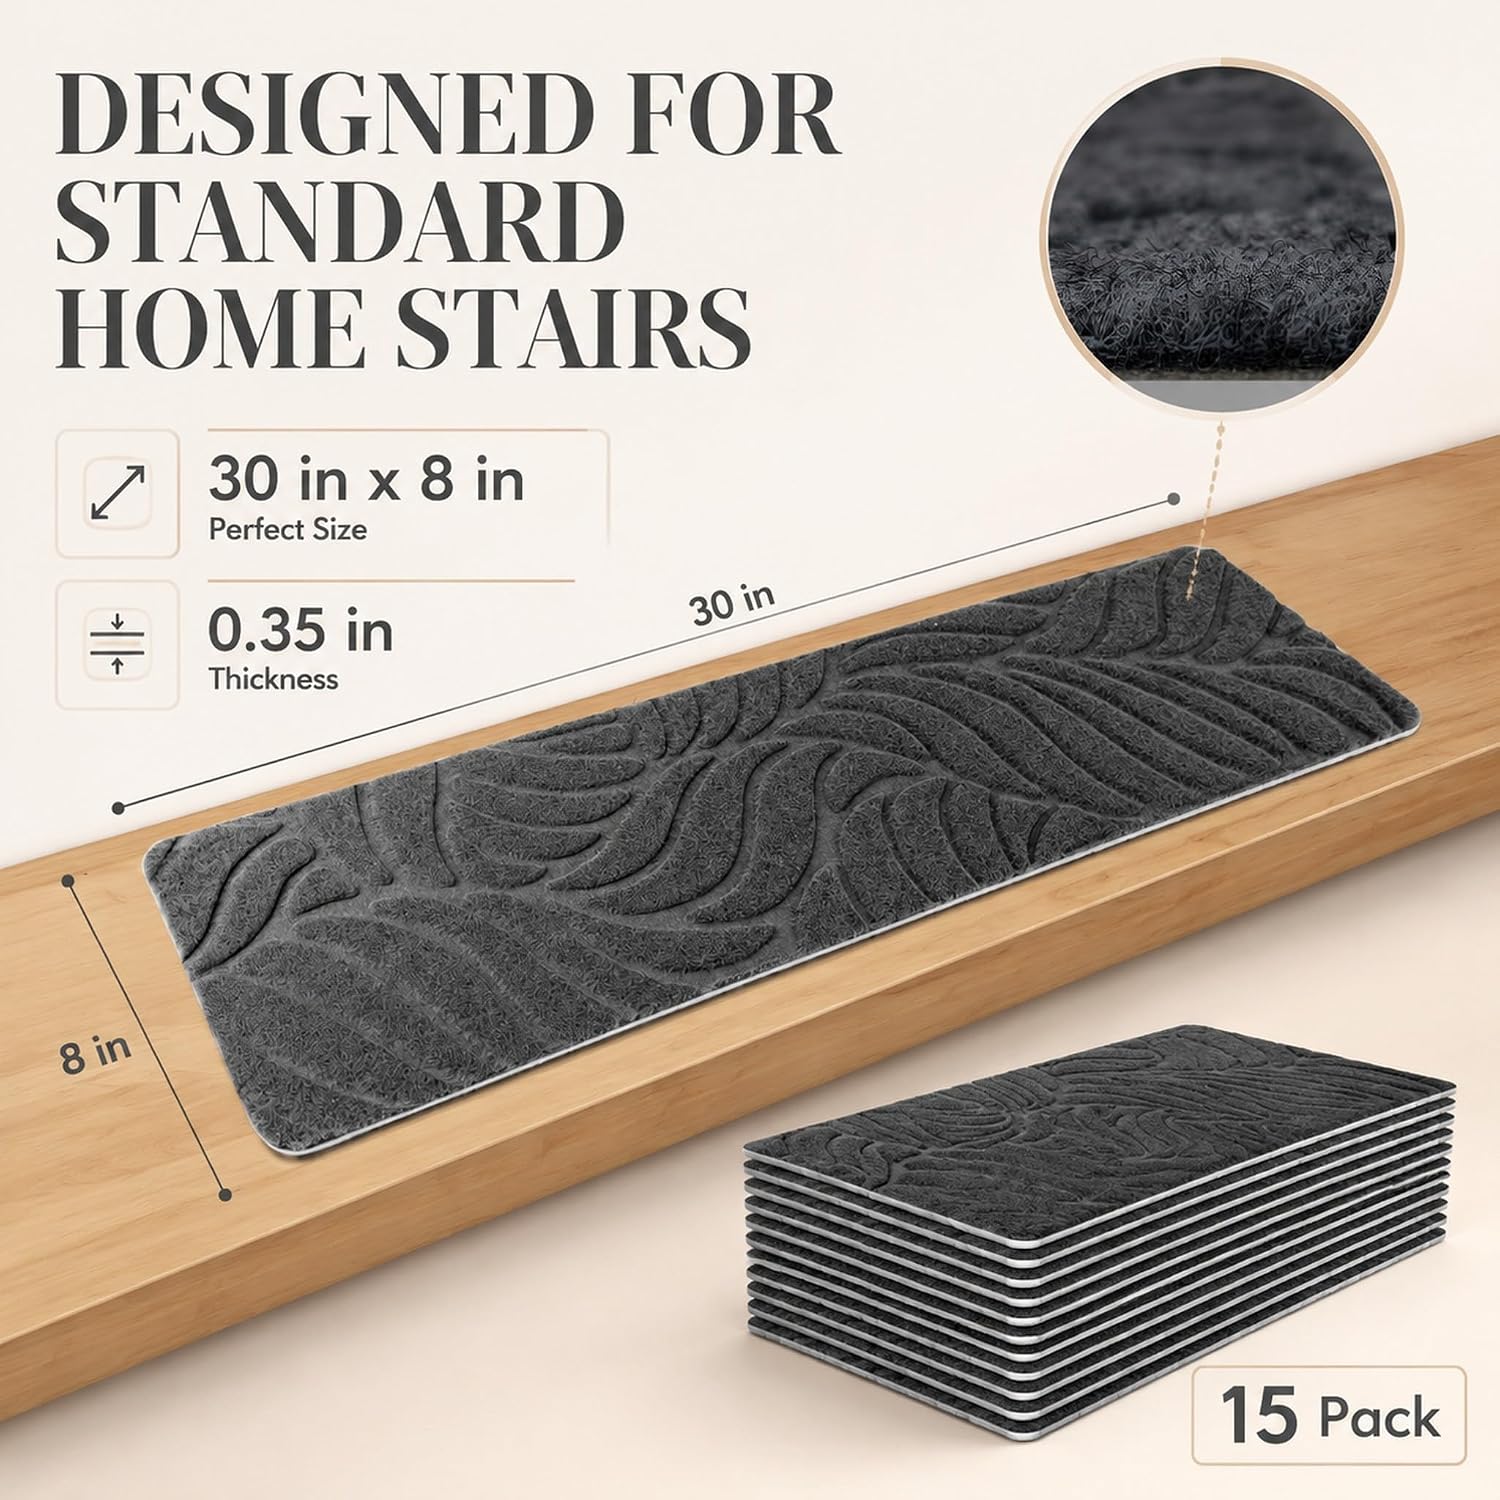 DESIGNED FOR
STANDARD
HOME STAIRS
30 in x 8 in
Perfect Size
0.35 in
Thickness
30 in
8 in
15 Pack